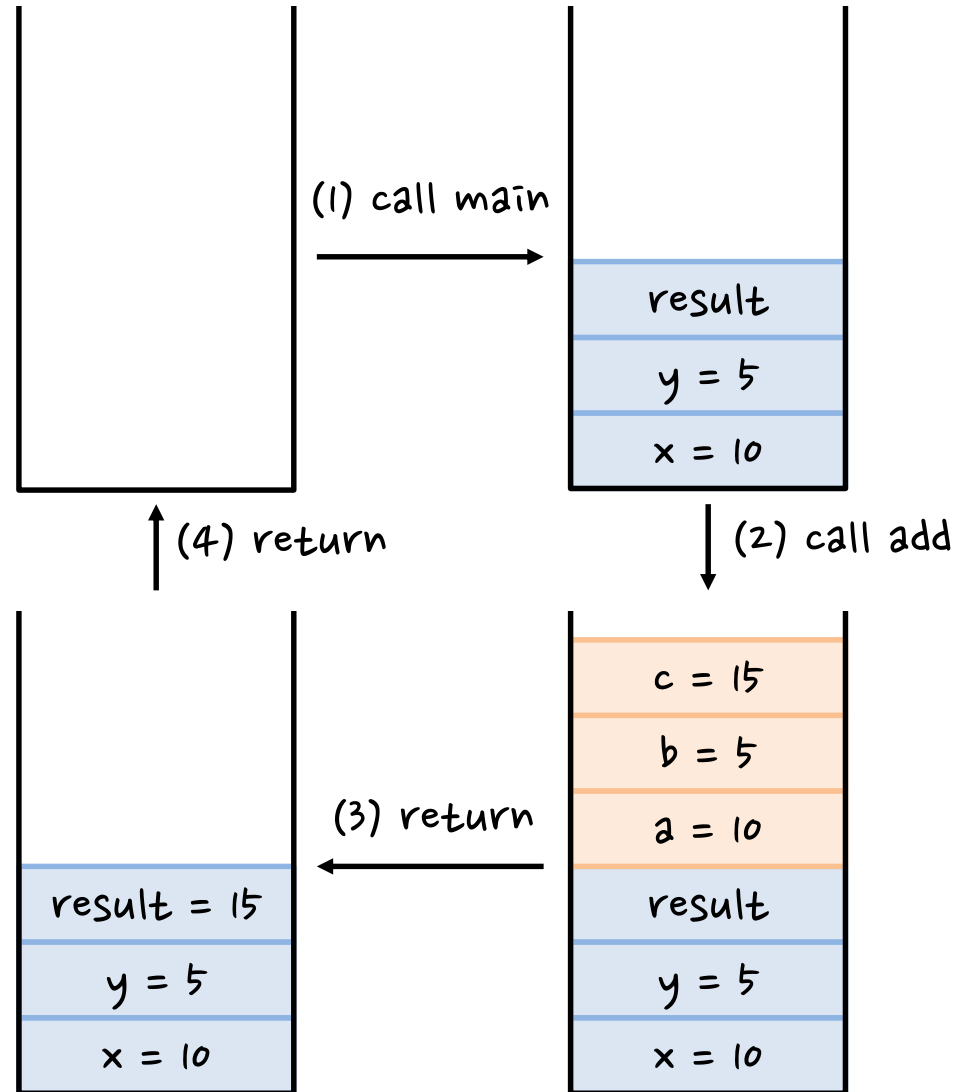 (1) call main
result
y = 5
x = 10
(4) return
(2) call add
c = 15
b = 5
a = 10
result
y = 5
x = 10
(3) return
result = 15
y = 5
x = 10